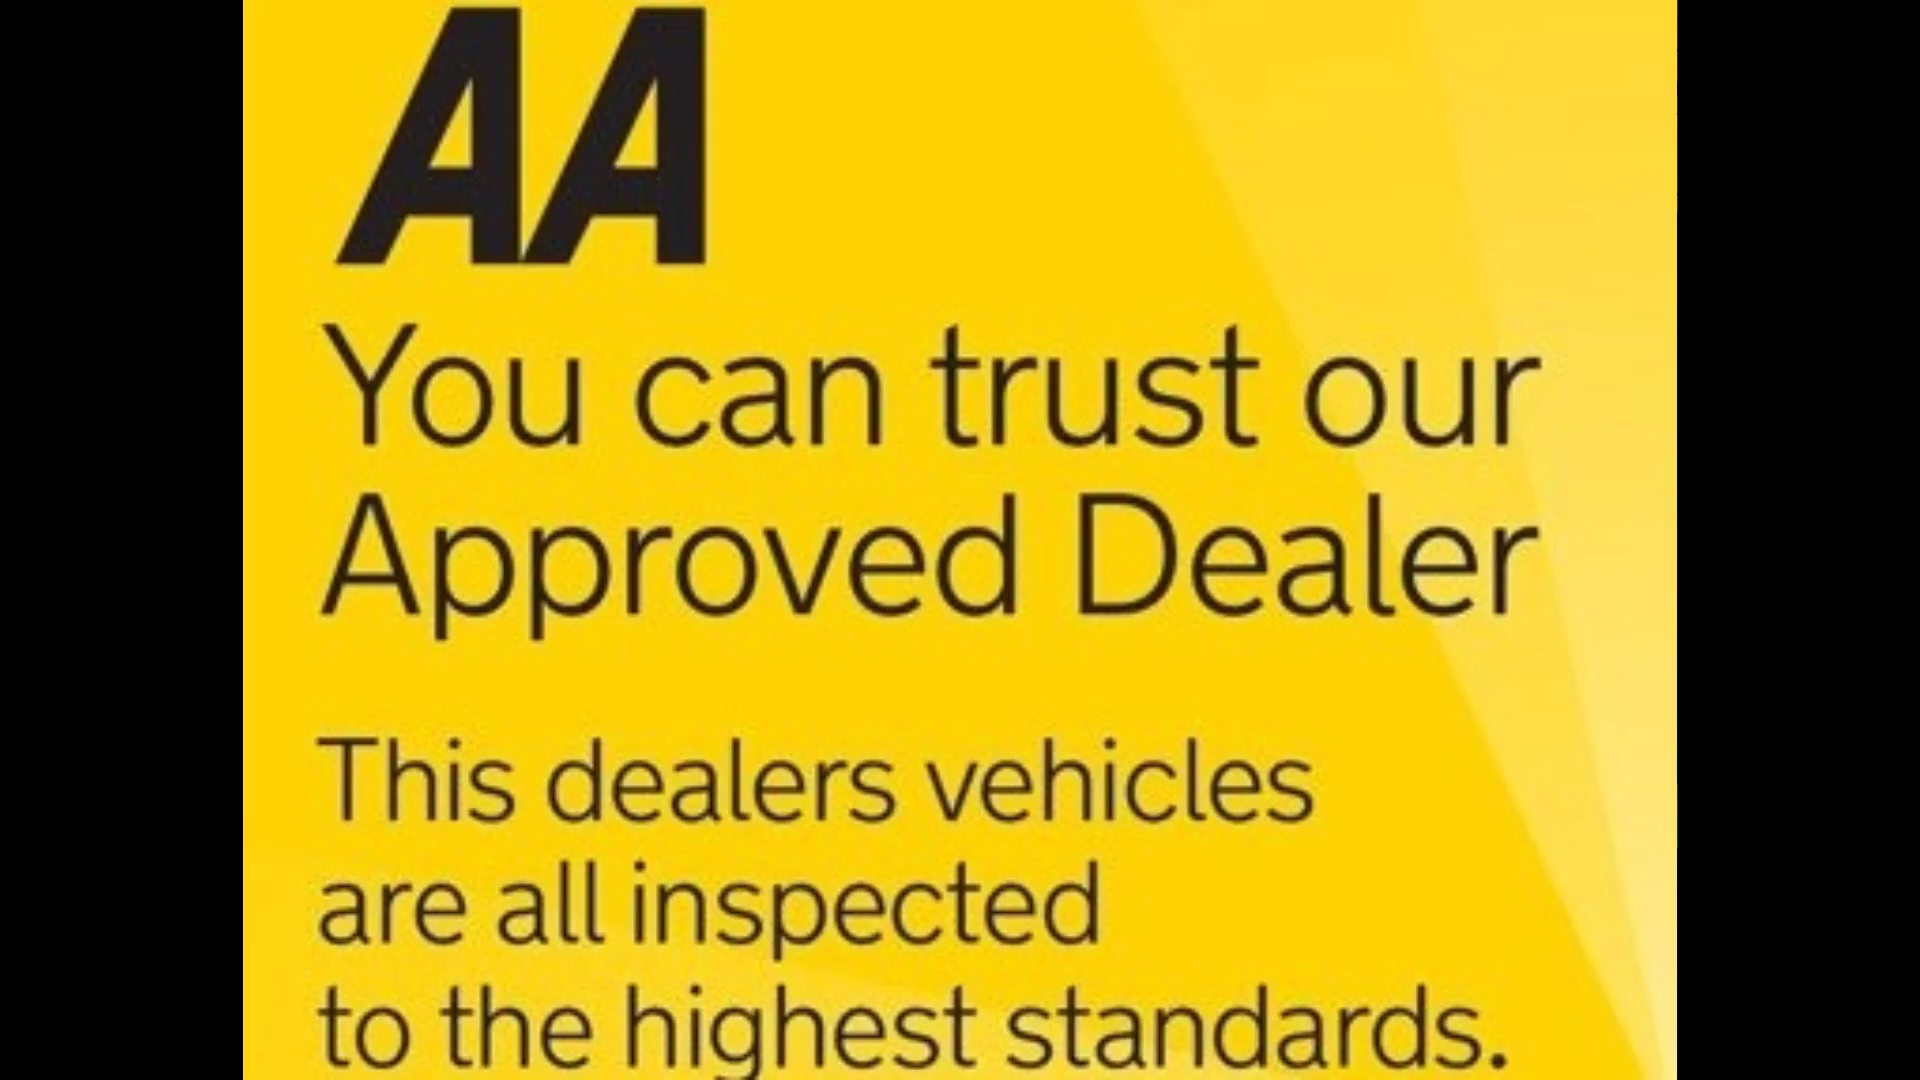 AA
You can trust our
Approved Dealer
This dealers vehicles
are all inspected
to the highest standards.